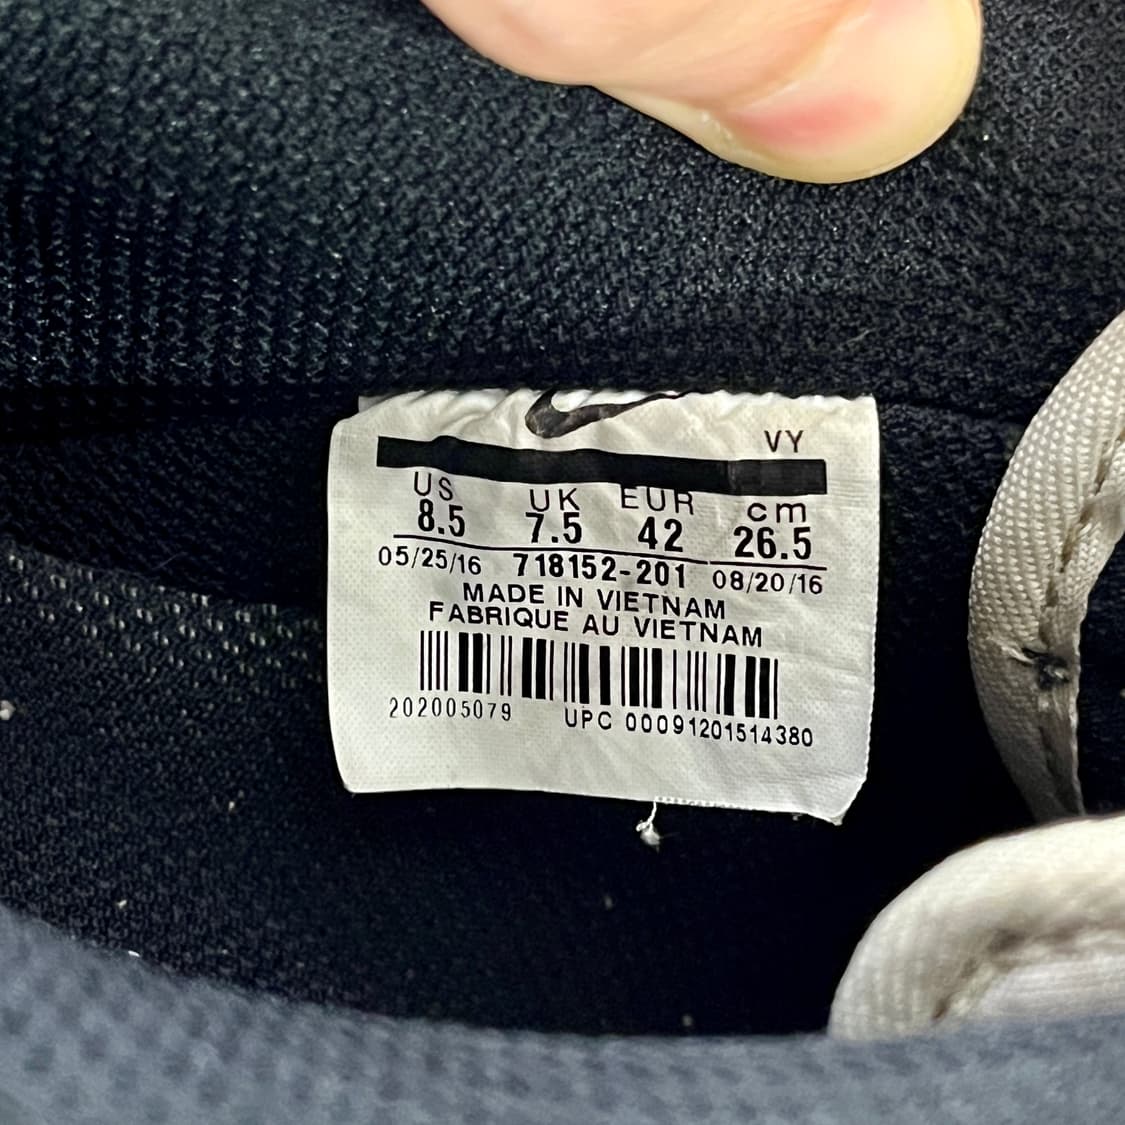 VY
US UK EUR cm
8.5 7.5 42 26.5
05/25/16 718152-201 08/20/16
MADE IN VIETNAM
FABRIQUE AU VIETNAM
202005079 UPC 00091201514380